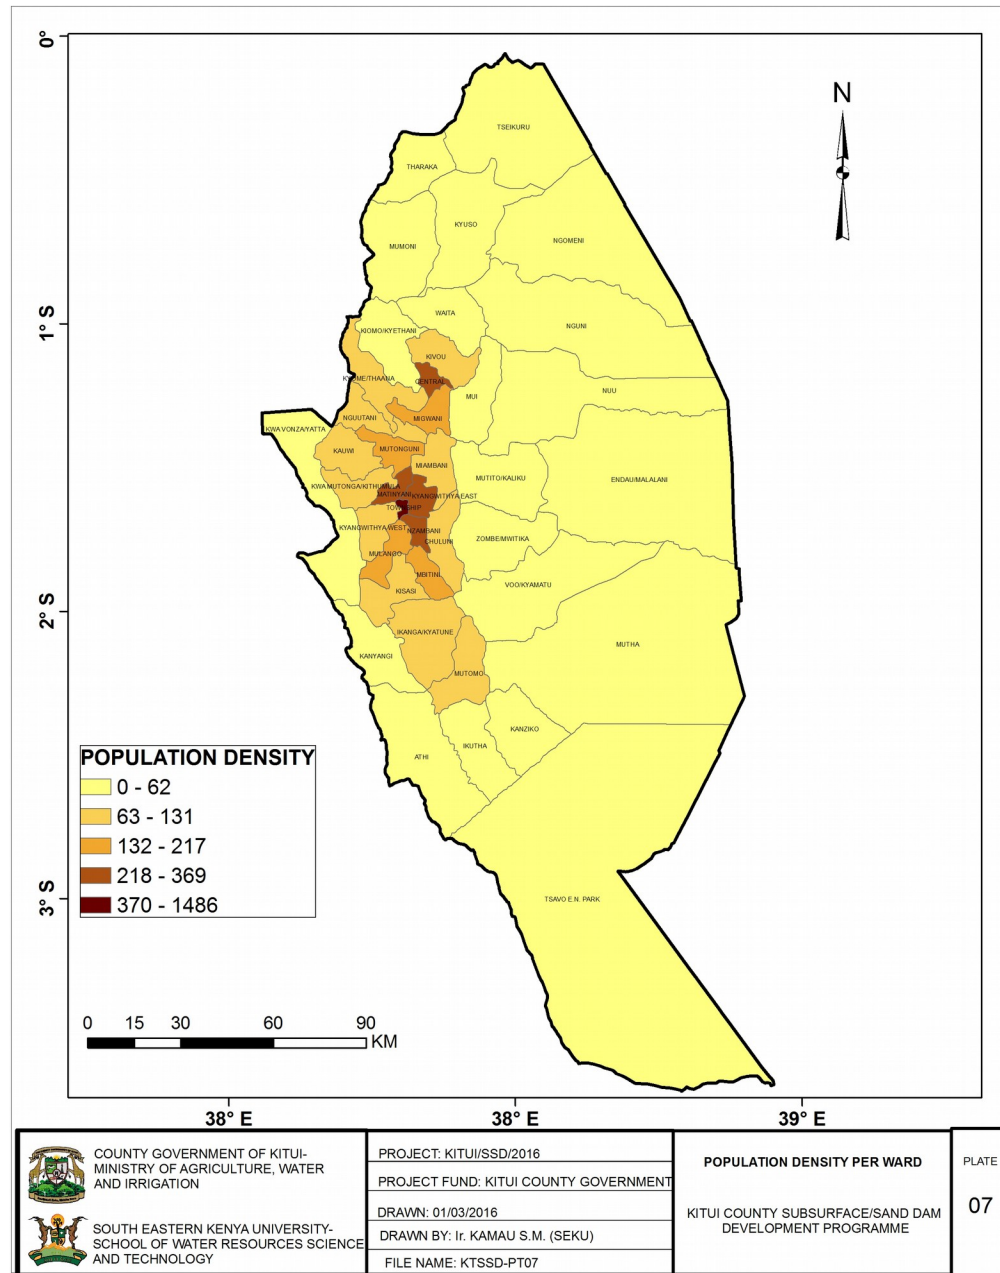 0°
1° S
2° S
3° S
N
TSEIKURU
THARAKA
KYUSO
MUMONI
NGOMENI
WAITA
NGUNI
KIOMO/KYETHANI
KIVOU
KYOME/THAANA
CENTRAL
MUI
NUU
NGUUTANI
MIGWANI
KWA VONZA/YATTA
KAUWI
MUTONGUNI
MIAMBANI
MUTITO/KALIKU
ENDAU/MALALANI
KWA MUTONGA/KITHUMULA
MATINYANI
KYANGWITHYA EAST
TOWNSHIP
KYANGWITHYA WEST
NZAMBANI
CHULUNI
ZOMBE/MWITIKA
MULANGO
MBITINI
VOO/KYAMATU
KISASI
IKANGA/KYATUNE
MUTHA
KANYANGI
MUTOMO
KANZIKO
IKUTHA
ATHI
TSAVO E.N. PARK
POPULATION DENSITY
0 - 62
63 - 131
132 - 217
218 - 369
370 - 1486
0 15 30 60 90
KM
38° E 38° E 39° E
COUNTY GOVERNMENT OF KITUI-
MINISTRY OF AGRICULTURE, WATER
AND IRRIGATION
SOUTH EASTERN KENYA UNIVERSITY-
SCHOOL OF WATER RESOURCES SCIENCE
AND TECHNOLOGY
PROJECT: KITUI/SSD/2016
PROJECT FUND: KITUI COUNTY GOVERNMENT
DRAWN: 01/03/2016
DRAWN BY: Ir. KAMAU S.M. (SEKU)
FILE NAME: KTSSD-PT07
POPULATION DENSITY PER WARD
KITUI COUNTY SUBSURFACE/SAND DAM
DEVELOPMENT PROGRAMME
PLATE
07